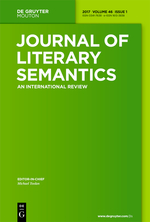 DE GRUYTER
MOUTON
2017 VOLUME 46 ISSUE 1
JOURNAL OF
LITERARY
SEMANTICS
AN INTERNATIONAL REVIEW
EDITOR-IN-CHIEF
Michael Toolan